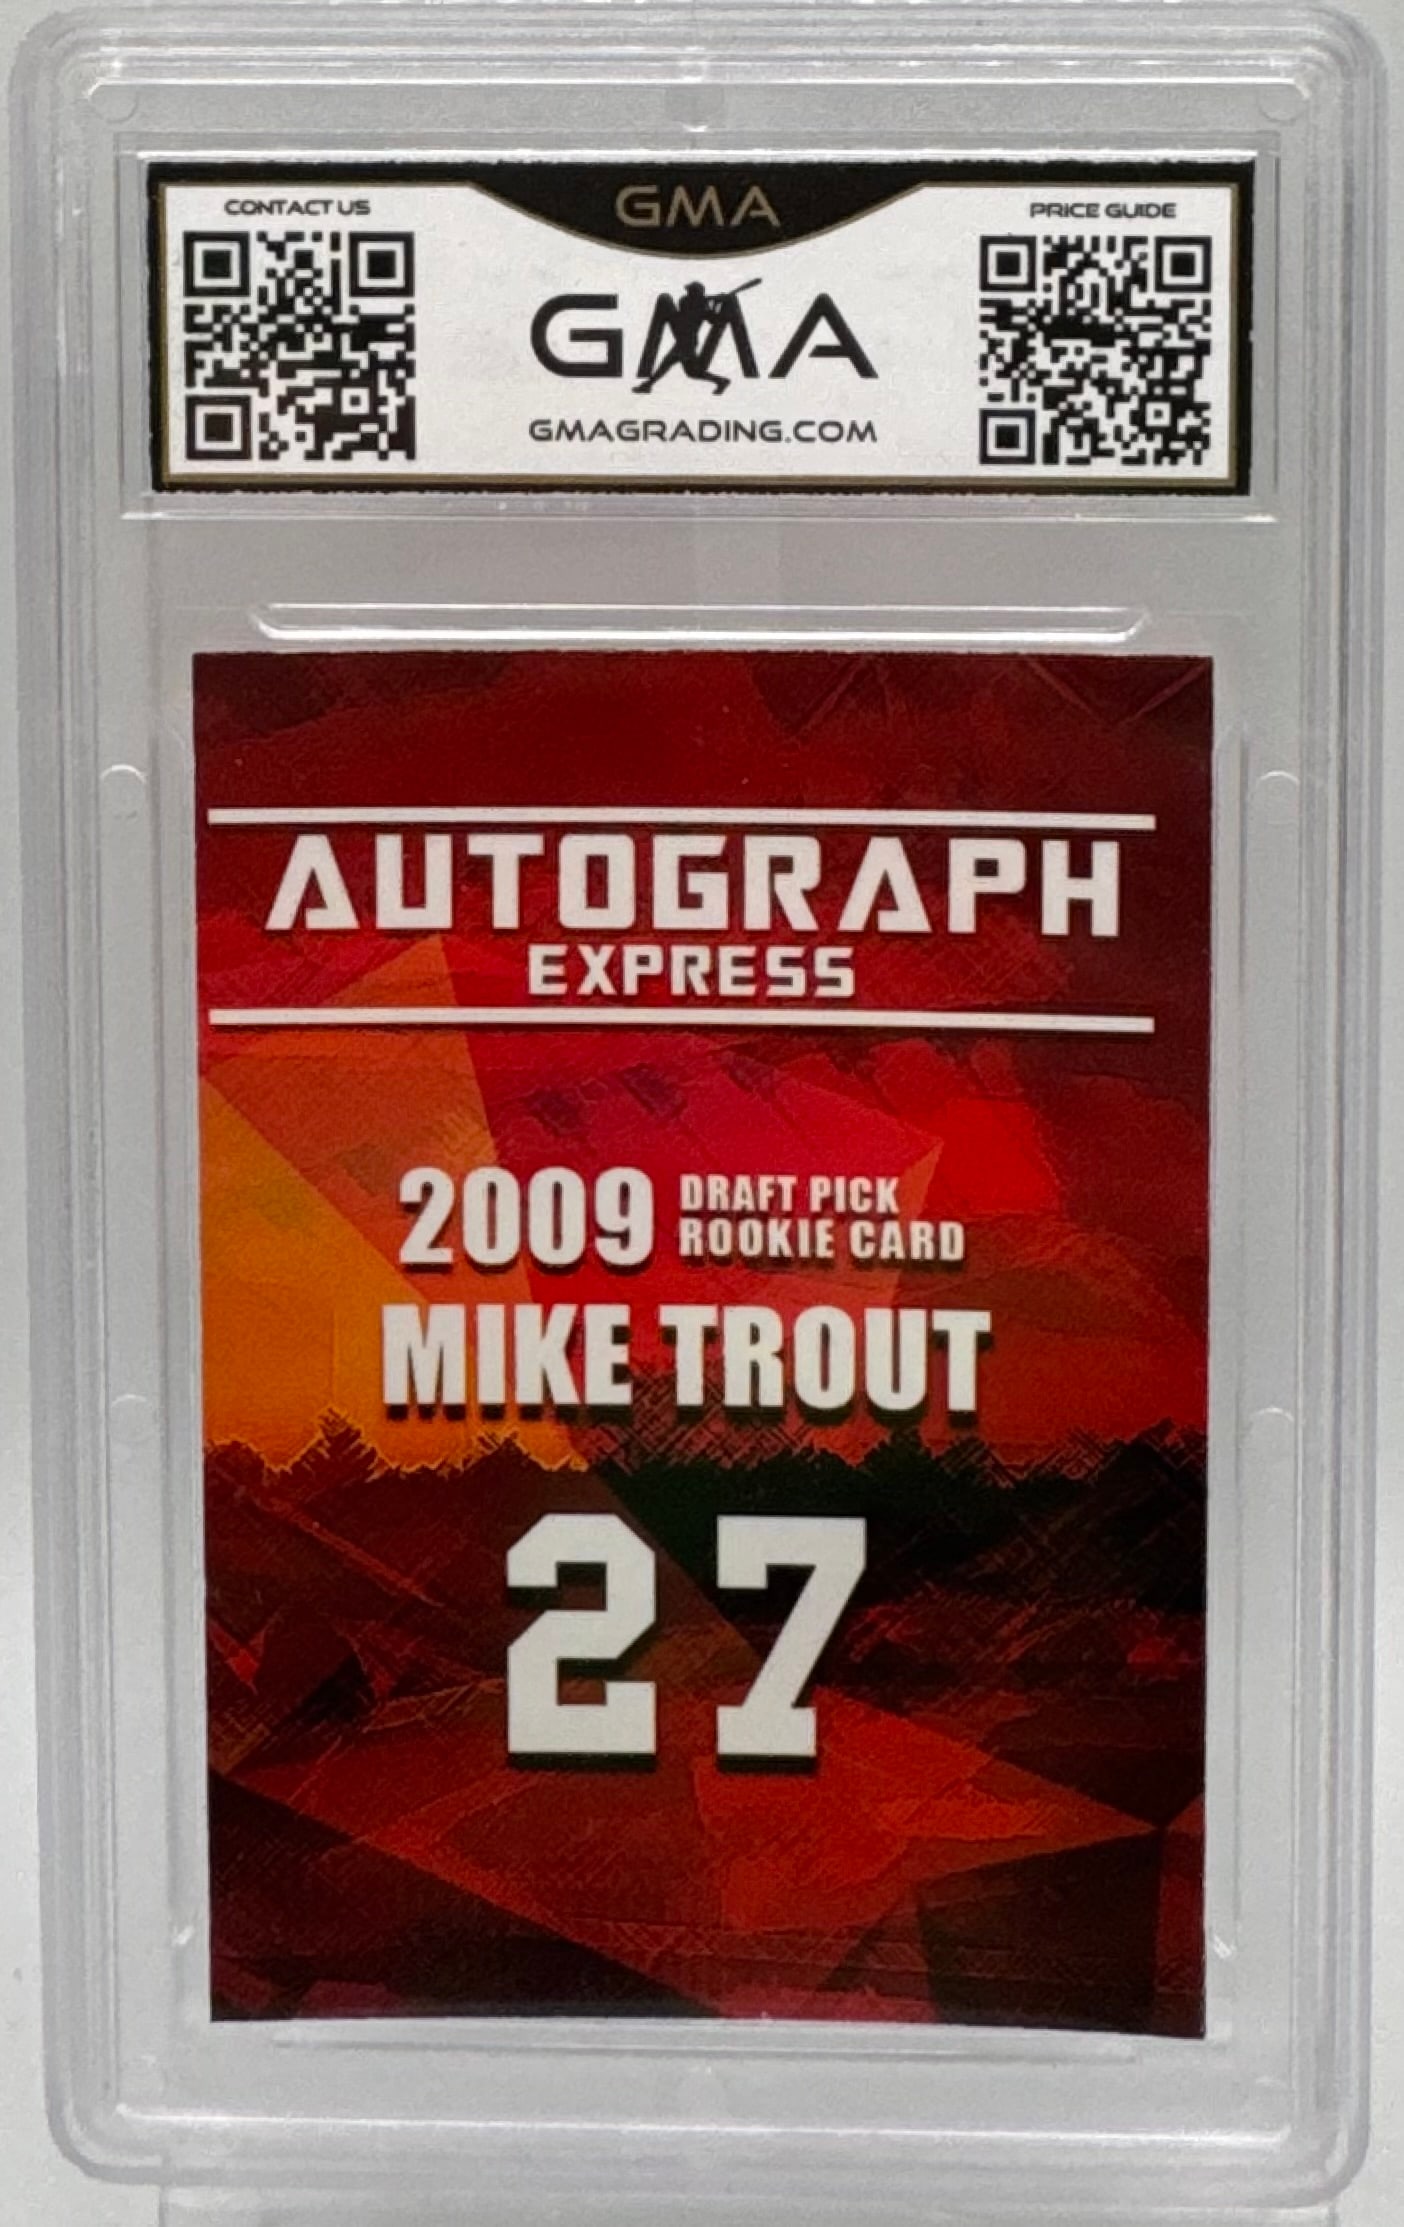 GMA
CONTACT US
PRICE GUIDE
GMA
GMAGRADING.COM
AUTOGRAPH
EXPRESS
2009 DRAFT PICK
ROOKIE CARD
MIKE TROUT
27